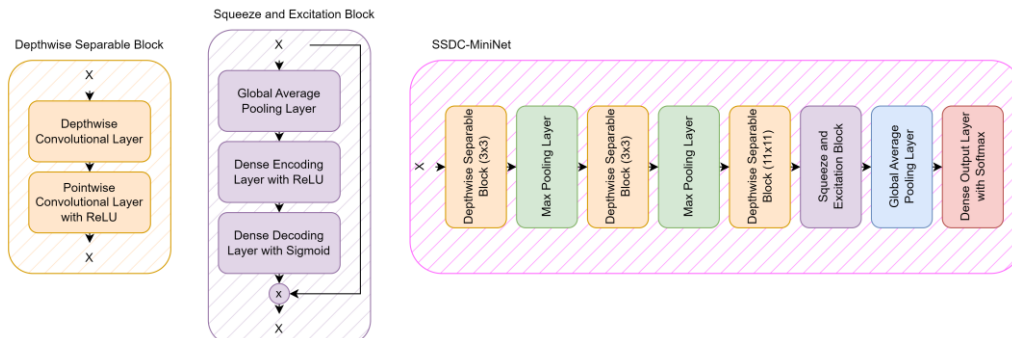 Depthwise Separable Block
X
Depthwise
Convolutional Layer
Pointwise
Convolutional Layer
with ReLU
X
Squeeze and Excitation Block
X
Global Average
Pooling Layer
Dense Encoding
Layer with ReLU
Dense Decoding
Layer with Sigmoid
x
X
SSDC-MiniNet
X
Depthwise Separable
Block (3x3)
Max Pooling Layer
Depthwise Separable
Block (3x3)
Max Pooling Layer
Depthwise Separable
Block (11x11)
Squeeze and
Excitation Block
Global Average
Pooling Layer
Dense Output Layer
with Softmax